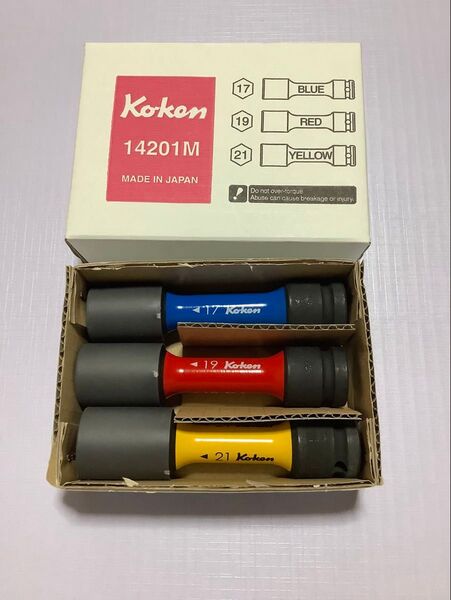 Koken
14201M
MADE IN JAPAN
17 BLUE
19 RED
21 YELLOW
! Do not over-torque
Abuse can cause breakage or injury.
◄ 17 Koken
◄ 19 Koken
◄ 21 Koken